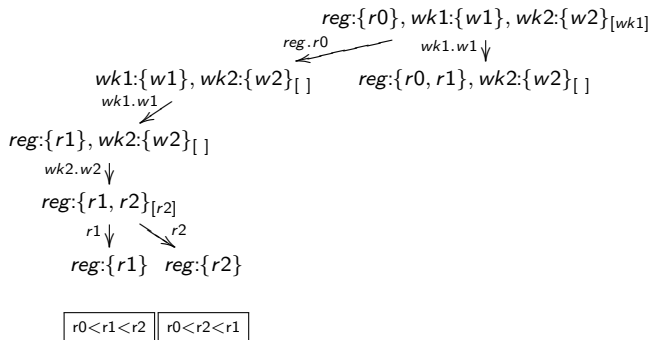 reg:{r0}, wk1:{w1}, wk2:{w2}[wk1]
reg.r0 wk1.w1
wk1:{w1}, wk2:{w2}[ ] reg:{r0, r1}, wk2:{w2}[ ]
wk1.w1
reg:{r1}, wk2:{w2}[ ]
wk2.w2
reg:{r1, r2}[r2]
r1 r2
reg:{r1} reg:{r2}
r0<r1<r2 r0<r2<r1